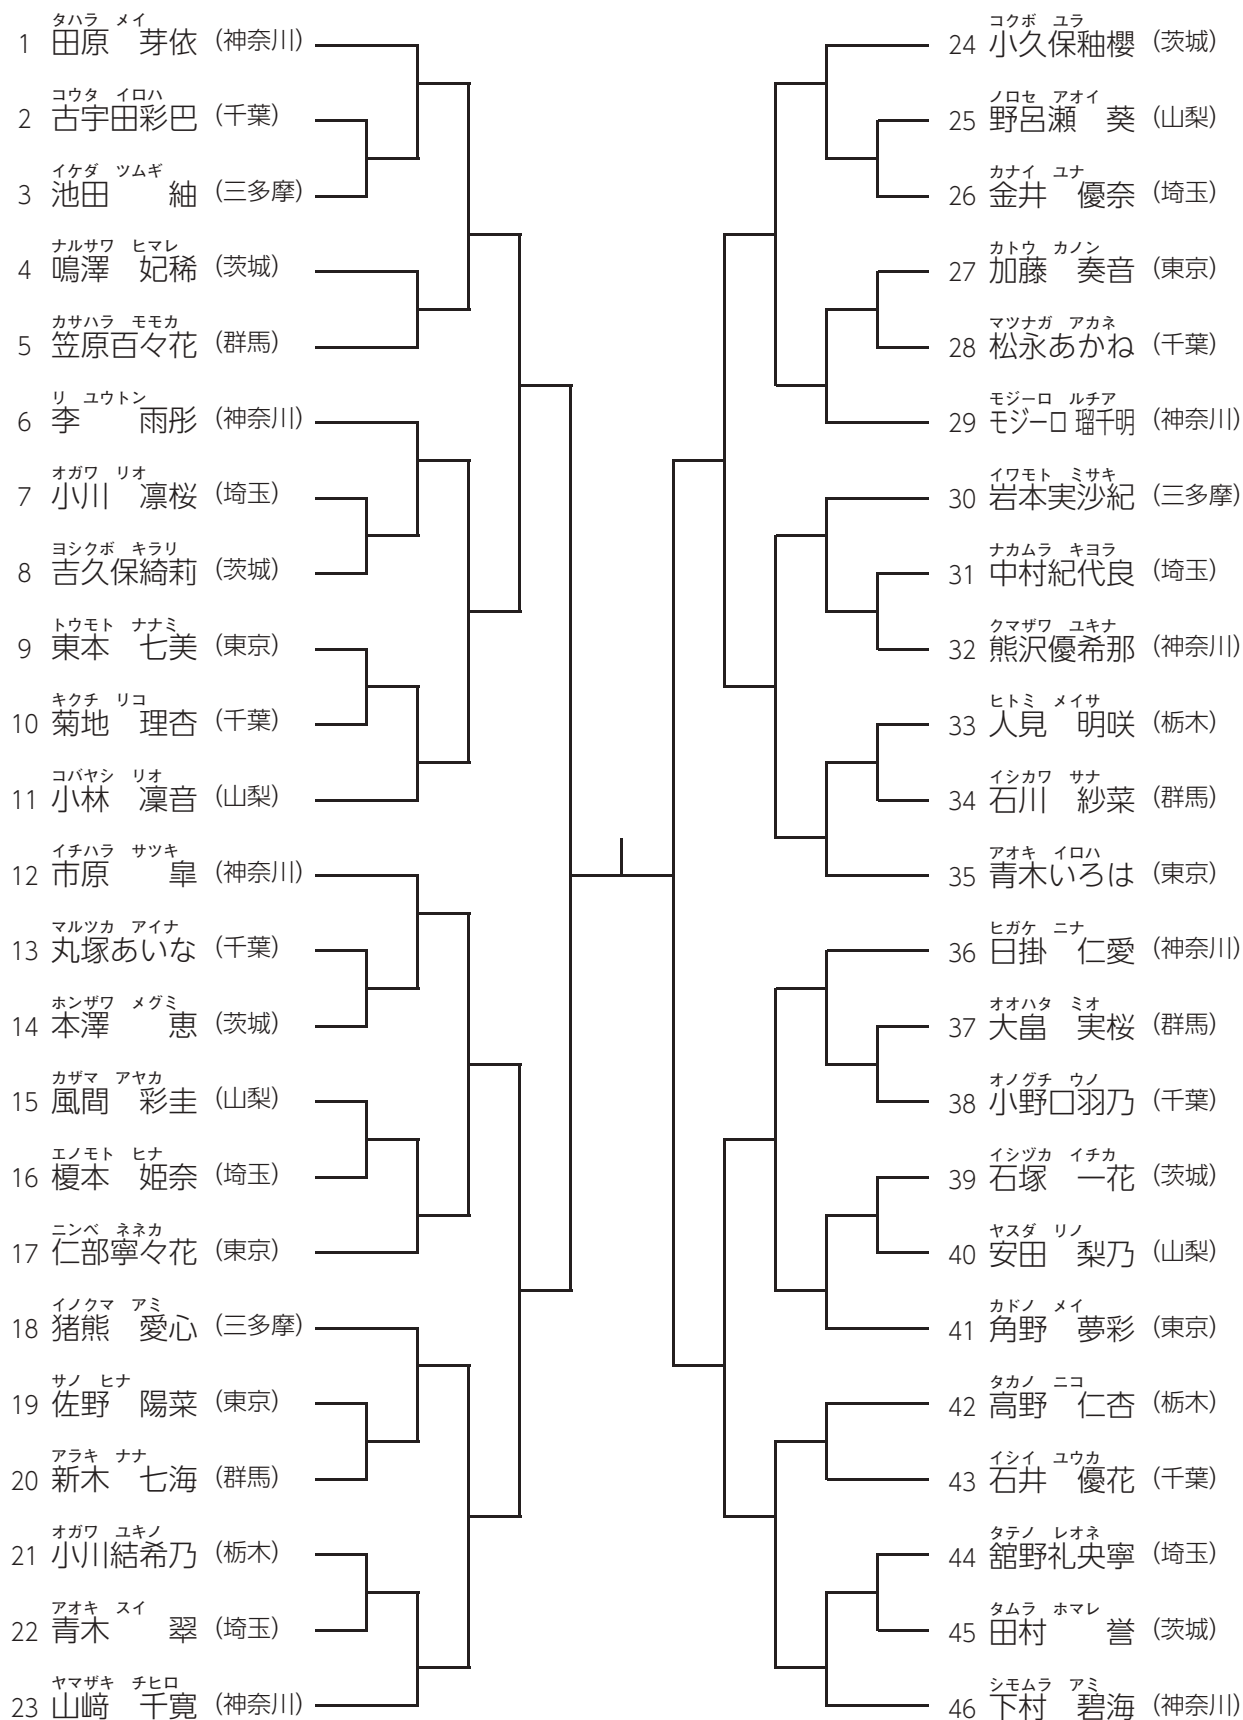 タハラ　メイ
1 田原　芽依 (神奈川)
コウタ　イロハ
2 古宇田彩巴 (千葉)
イケダ　ツムギ
3 池田　　紬 (三多摩)
ナルサワ　ヒマレ
4 鳴澤　妃稀 (茨城)
カサハラ　モモカ
5 笠原百々花 (群馬)
リ　ユウトン
6 李　　雨彤 (神奈川)
オガワ　リオ
7 小川　凛桜 (埼玉)
ヨシクボ　キラリ
8 吉久保綺莉 (茨城)
トウモト　ナナミ
9 東本　七美 (東京)
キクチ　リコ
10 菊地　理杏 (千葉)
コバヤシ　リオ
11 小林　凜音 (山梨)
イチハラ　サツキ
12 市原　　皐 (神奈川)
マルツカ　アイナ
13 丸塚あいな (千葉)
ホンザワ　メグミ
14 本澤　　恵 (茨城)
カザマ　アヤカ
15 風間　彩圭 (山梨)
エノモト　ヒナ
16 榎本　姫奈 (埼玉)
ニンベ　ネネカ
17 仁部寧々花 (東京)
イノクマ　アミ
18 猪熊　愛心 (三多摩)
サノ　ヒナ
19 佐野　陽菜 (東京)
アラキ　ナナ
20 新木　七海 (群馬)
オガワ　ユキノ
21 小川結希乃 (栃木)
アオキ　スイ
22 青木　　翠 (埼玉)
ヤマザキ　チヒロ
23 山﨑　千寛 (神奈川)
コクボ　ユラ
24 小久保釉櫻 (茨城)
ノロセ　アオイ
25 野呂瀬　葵 (山梨)
カナイ　ユナ
26 金井　優奈 (埼玉)
カトウ　カノン
27 加藤　奏音 (東京)
マツナガ　アカネ
28 松永あかね (千葉)
モジーロ　ルチア
29 モジーロ 瑠千明 (神奈川)
イワモト　ミサキ
30 岩本実沙紀 (三多摩)
ナカムラ　キヨラ
31 中村紀代良 (埼玉)
クマザワ　ユキナ
32 熊沢優希那 (神奈川)
ヒトミ　メイサ
33 人見　明咲 (栃木)
イシカワ　サナ
34 石川　紗菜 (群馬)
アオキ　イロハ
35 青木いろは (東京)
ヒガケ　ニナ
36 日掛　仁愛 (神奈川)
オオハタ　ミオ
37 大畠　実桜 (群馬)
オノグチ　ウノ
38 小野口羽乃 (千葉)
イシヅカ　イチカ
39 石塚　一花 (茨城)
ヤスダ　リノ
40 安田　梨乃 (山梨)
カドノ　メイ
41 角野　夢彩 (東京)
タカノ　ニコ
42 高野　仁杏 (栃木)
イシイ　ユウカ
43 石井　優花 (千葉)
タテノ　レオネ
44 舘野礼央寧 (埼玉)
タムラ　ホマレ
45 田村　　誉 (茨城)
シモムラ　アミ
46 下村　碧海 (神奈川)